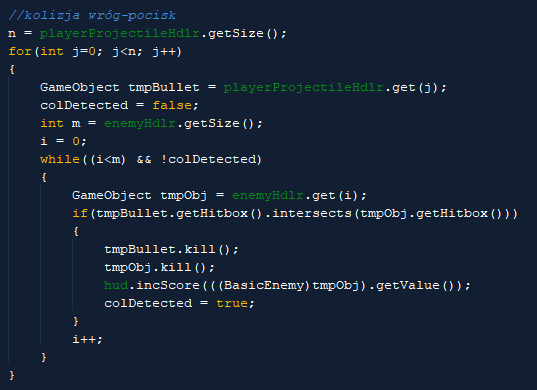 //kolizja wróg-pocisk
n = playerProjectileHdlr.getSize();
for(int j=0; j<n; j++)
{
GameObject tmpBullet = playerProjectileHdlr.get(j);
colDetected = false;
int m = enemyHdlr.getSize();
i = 0;
while((i<m) && !colDetected)
{
GameObject tmpObj = enemyHdlr.get(i);
if(tmpBullet.getHitbox().intersects(tmpObj.getHitbox()))
{
tmpBullet.kill();
tmpObj.kill();
hud.incScore(((BasicEnemy)tmpObj).getValue());
colDetected = true;
}
i++;
}
}